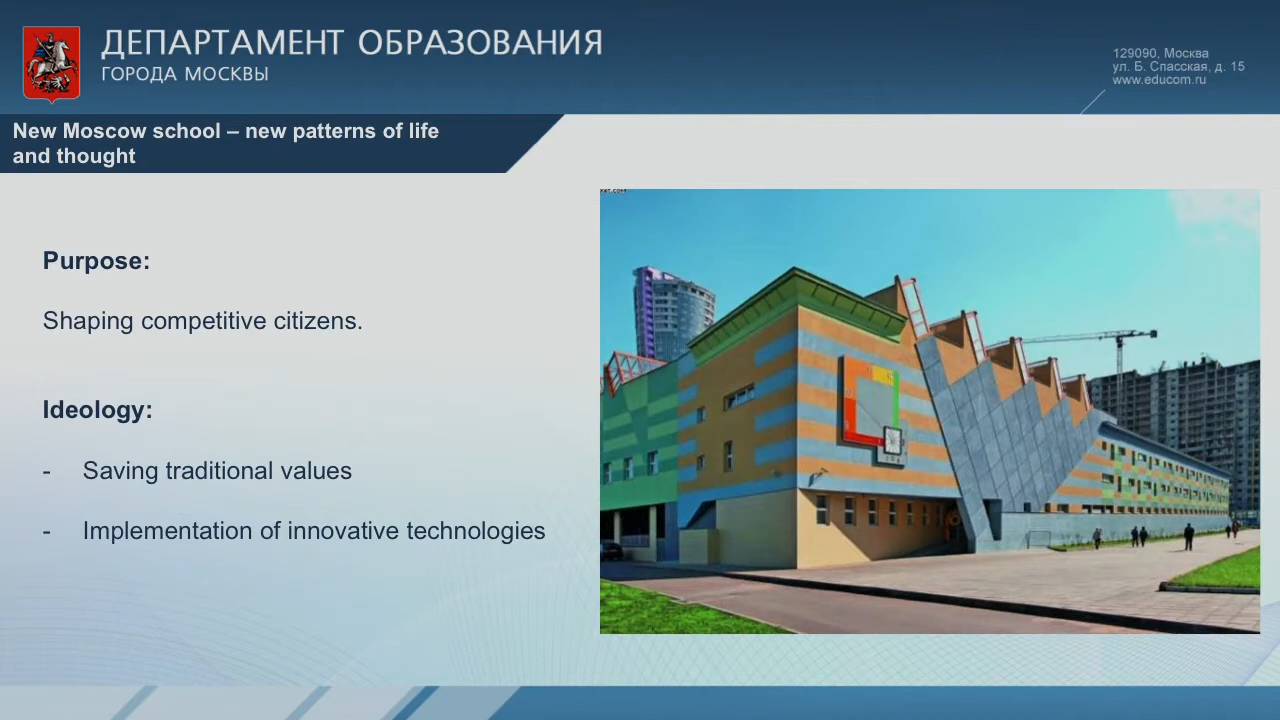 ДЕПАРТАМЕНТ ОБРАЗОВАНИЯ
ГОРОДА МОСКВЫ
129090, Москва
ул. Б. Спасская, д. 15
www.educom.ru
New Moscow school – new patterns of life
and thought
Purpose:
Shaping competitive citizens.
Ideology:
- Saving traditional values
- Implementation of innovative technologies